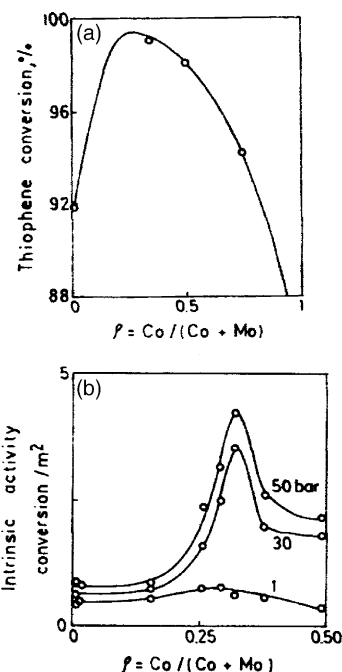 (a)
100
96
92
88
Thiophene conversion, %
0
0.5
1
ρ = Co/(Co + Mo)
(b)
5
0
Intrinsic activity
conversion /m²
50 bar
30
1
0
0.25
0.50
ρ = Co/(Co + Mo)